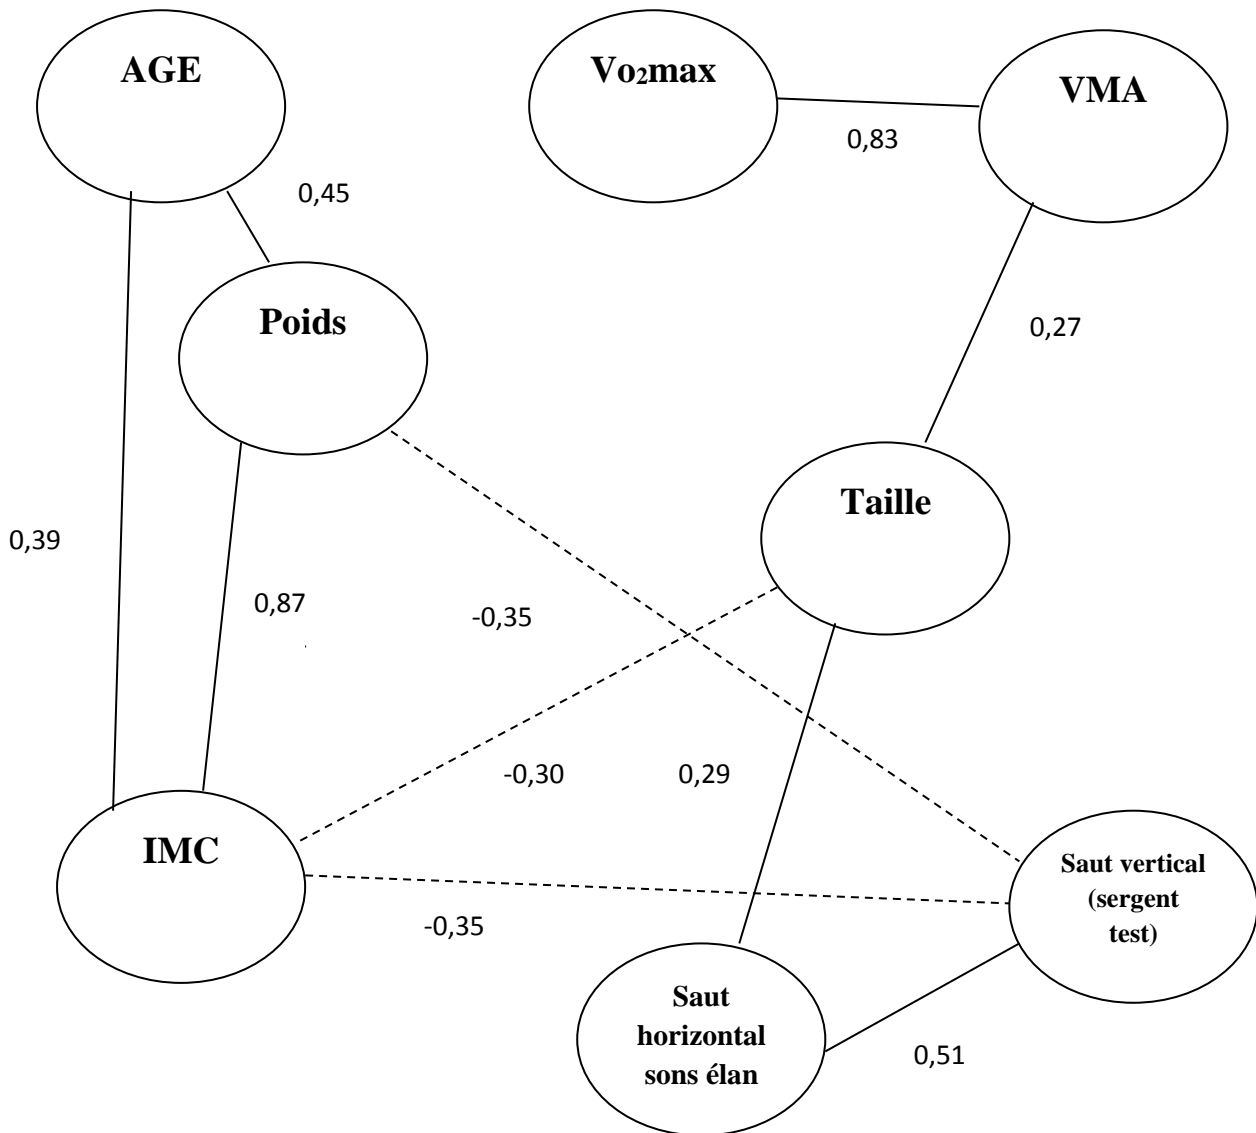 AGE
Vo₂max
VMA
0,83
0,45
Poids
0,27
Taille
0,39
0,87
-0,35
-0,30
0,29
IMC
Saut vertical
(sergent
test)
-0,35
Saut
horizontal
sons élan
0,51